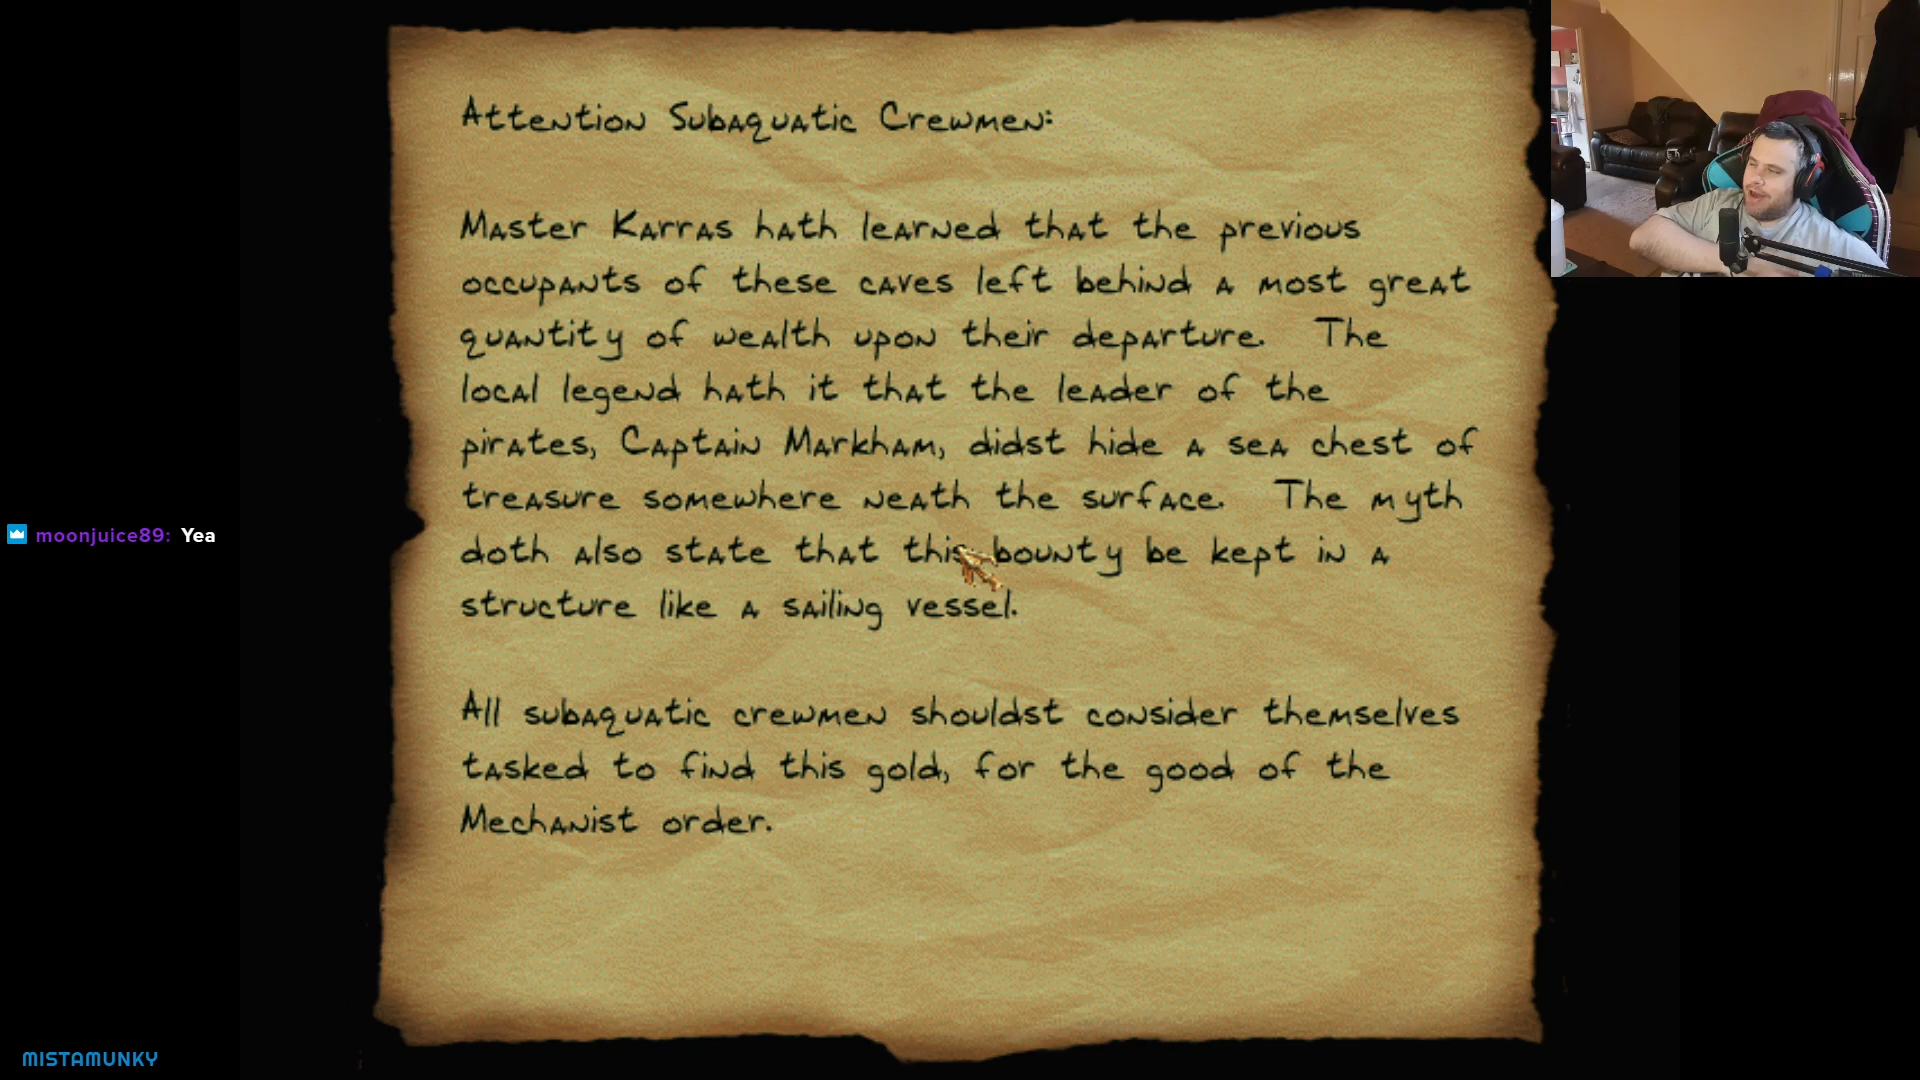 Attention Subaquatic Crewmen:
Master Karras hath learned that the previous
occupants of these caves left behind a most great
quantity of wealth upon their departure. The
local legend hath it that the leader of the
pirates, Captain Markham, didst hide a sea chest of
treasure somewhere neath the surface. The myth
doth also state that this bounty be kept in a
structure like a sailing vessel.
All subaquatic crewmen shouldst consider themselves
tasked to find this gold, for the good of the
Mechanist order.
moonjuice89: Yea
MISTAMUNKY